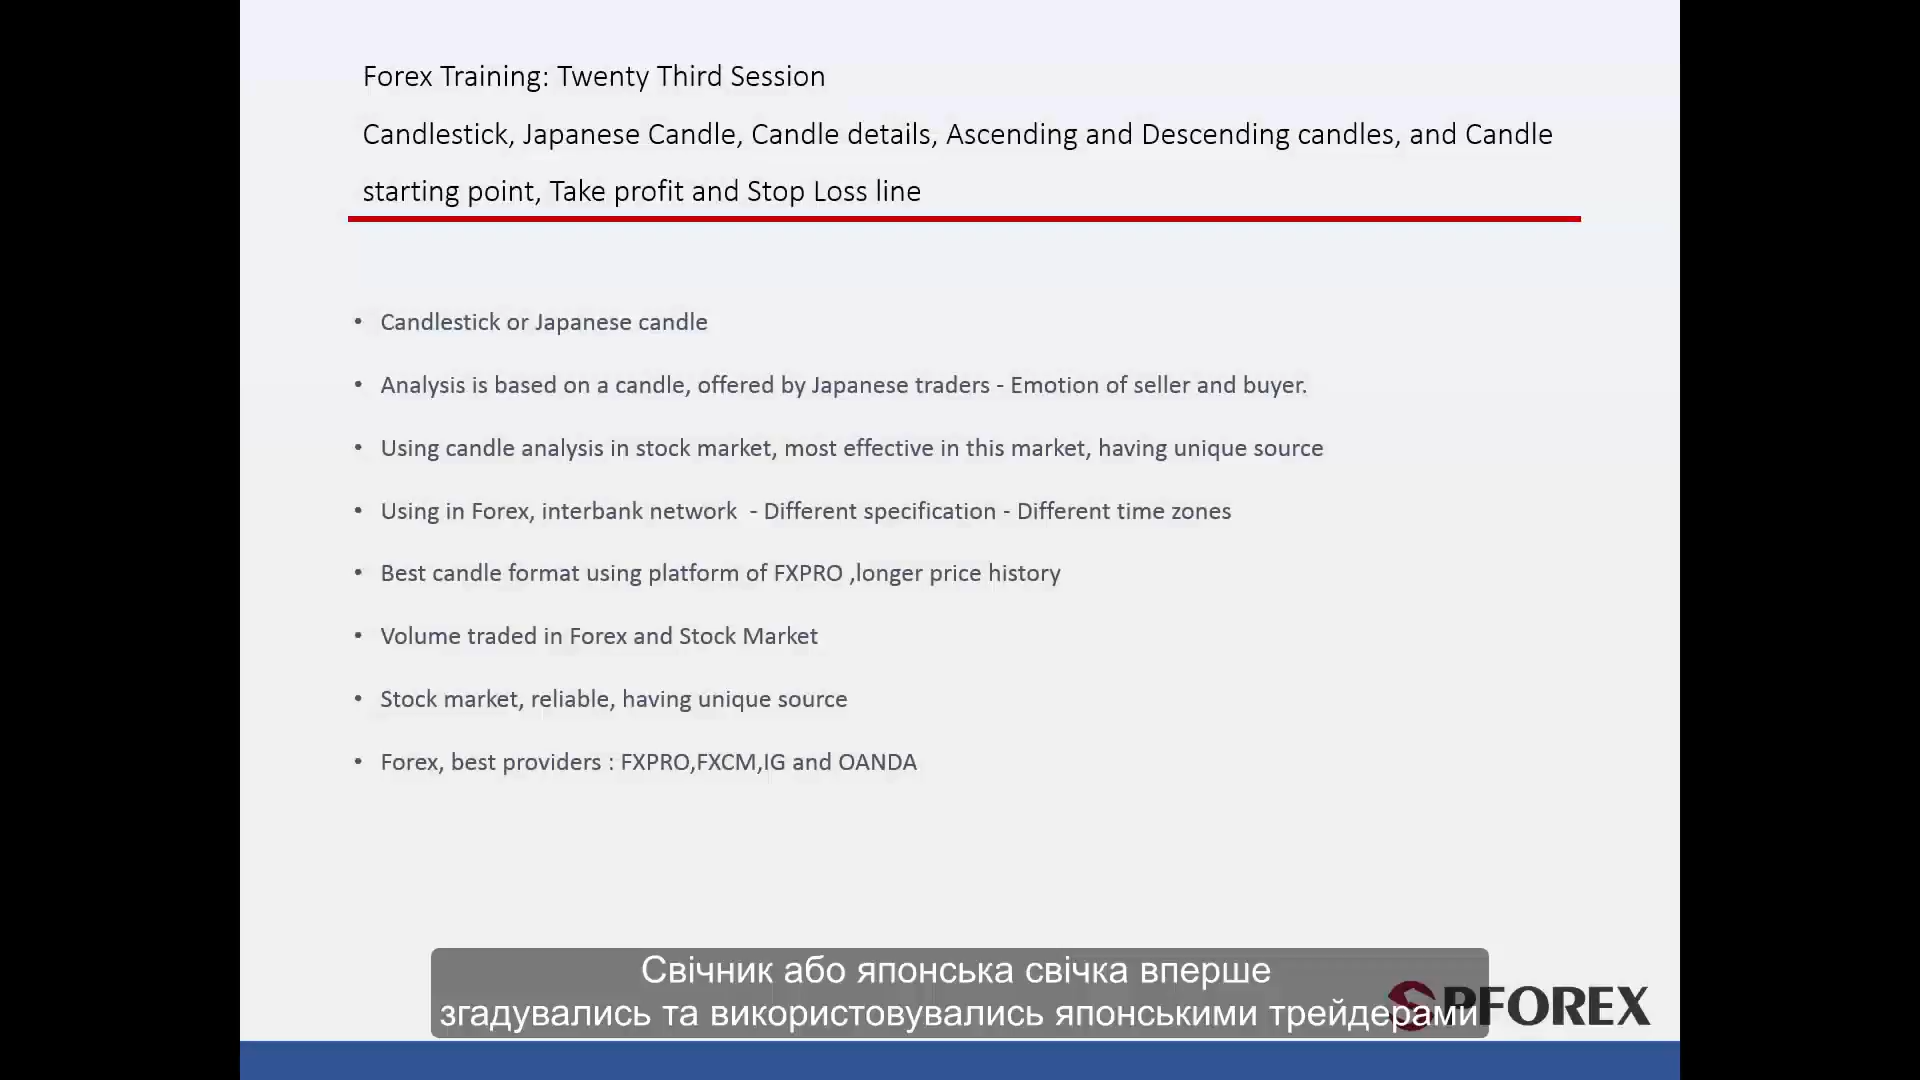 Forex Training: Twenty Third Session
Candlestick, Japanese Candle, Candle details, Ascending and Descending candles, and Candle
starting point, Take profit and Stop Loss line
• Candlestick or Japanese candle
• Analysis is based on a candle, offered by Japanese traders - Emotion of seller and buyer.
• Using candle analysis in stock market, most effective in this market, having unique source
• Using in Forex, interbank network  - Different specification - Different time zones
• Best candle format using platform of FXPRO ,longer price history
• Volume traded in Forex and Stock Market
• Stock market, reliable, having unique source
• Forex, best providers : FXPRO,FXCM,IG and OANDA
Свічник або японська свічка вперше
згадувались та використовувались японськими трейдерами
PFOREX